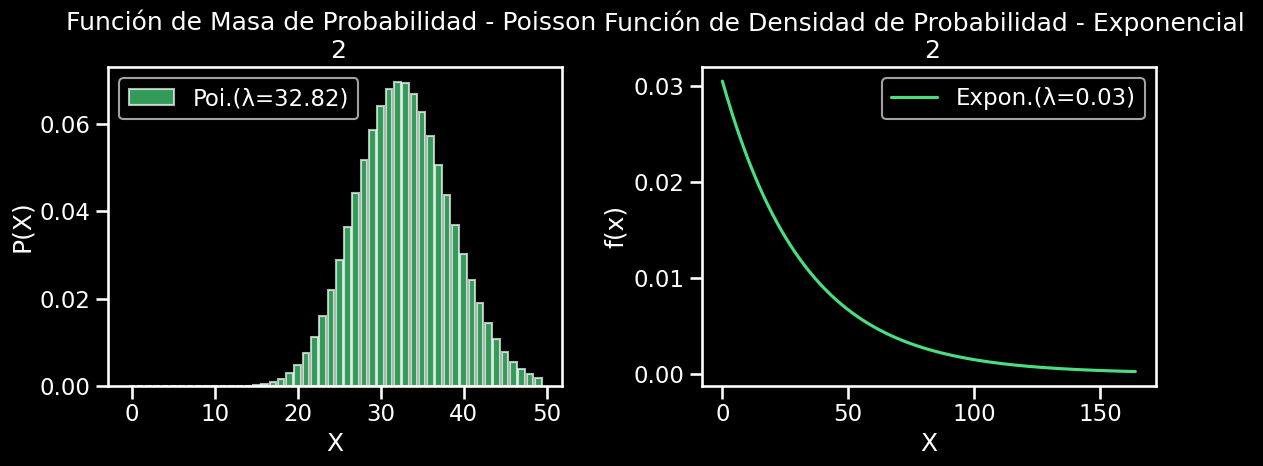 Función de Masa de Probabilidad - Poisson
2
Poi.(λ=32.82)
P(X)
0.06
0.04
0.02
0.00
0 10 20 30 40 50
X
Función de Densidad de Probabilidad - Exponencial
2
Expon.(λ=0.03)
f(x)
0.03
0.02
0.01
0.00
0 50 100 150
X